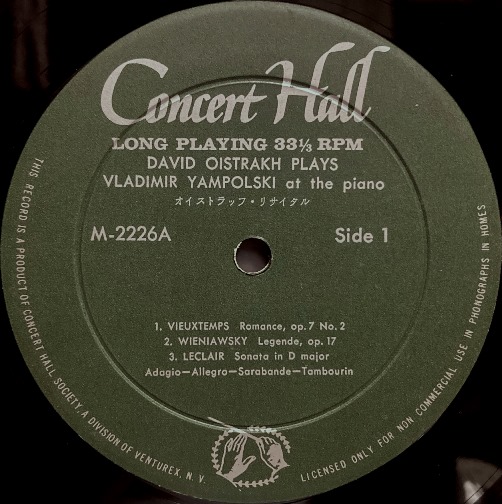 Concert Hall
LONG PLAYING 33⅓ RPM
DAVID OISTRAKH PLAYS
VLADIMIR YAMPOLSKI at the piano
オイストラッフ・リサイタル
M-2226A
Side 1
1. VIEUXTEMPS Romance, op.7 No.2
2. WIENIAWSKY Legende, op.17
3. LECLAIR Sonata in D major
Adagio—Allegro—Sarabande—Tambourin
THIS RECORD IS A PRODUCT OF CONCERT HALL SOCIETY, A DIVISION OF VENTUREX, N. V.
LICENSED ONLY FOR NON COMMERCIAL USE IN PHONOGRAPHS IN HOMES